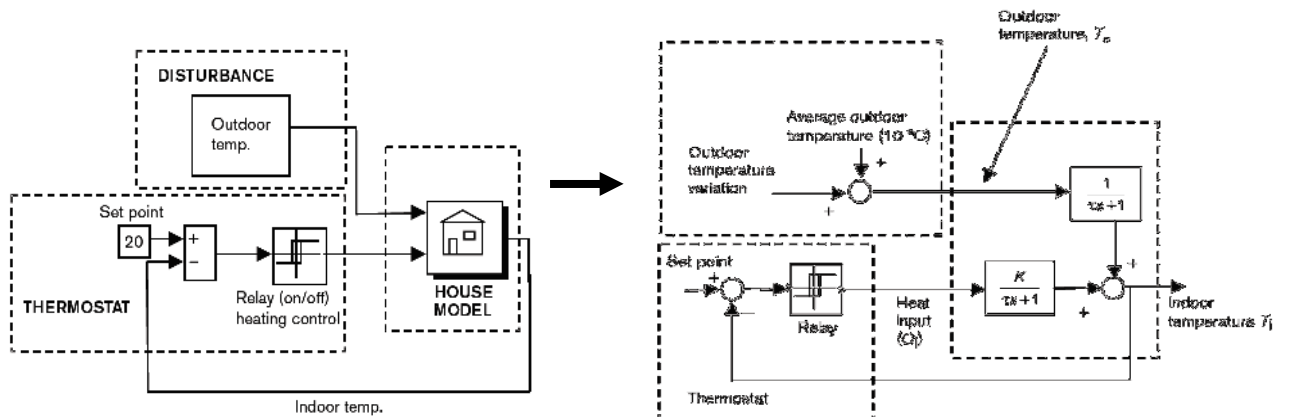 DISTURBANCE
Outdoor
temp.
Set point
20
+
−
THERMOSTAT
Relay (on/off)
heating control
HOUSE
MODEL
Indoor temp.
Outdoor
temperature, Tₒ
Average outdoor
temperature (10 °C)
+
Outdoor
temperature
variation
+
1
τs+1
+
Set point
+
−
Relay
Heat
input
(Qᵢ)
K
τs+1
+
Indoor
temperature Tᵢ
Thermostat